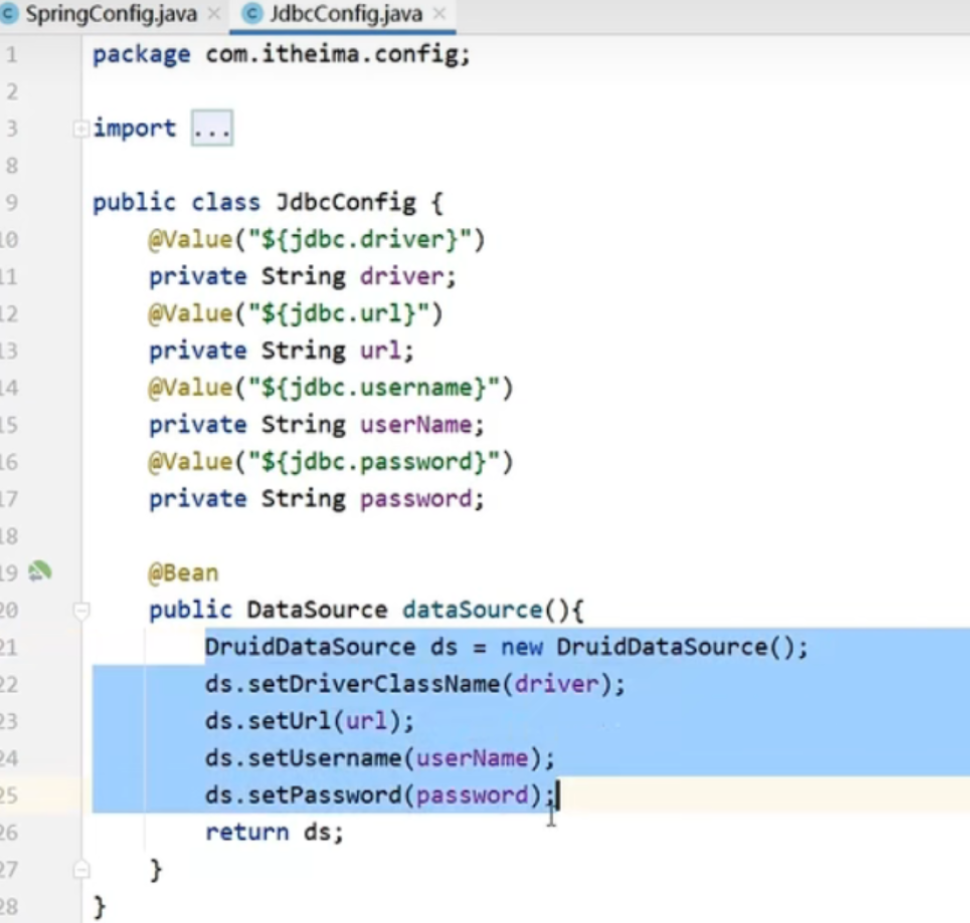 SpringConfig.java × JdbcConfig.java ×
1 package com.itheima.config;
2
3 import ...
8
9 public class JdbcConfig {
10 @Value("${jdbc.driver}")
11 private String driver;
12 @Value("${jdbc.url}")
13 private String url;
14 @Value("${jdbc.username}")
15 private String userName;
16 @Value("${jdbc.password}")
17 private String password;
18
19 @Bean
20 public DataSource dataSource(){
21 DruidDataSource ds = new DruidDataSource();
22 ds.setDriverClassName(driver);
23 ds.setUrl(url);
24 ds.setUsername(userName);
25 ds.setPassword(password);
26 return ds;
27 }
28 }